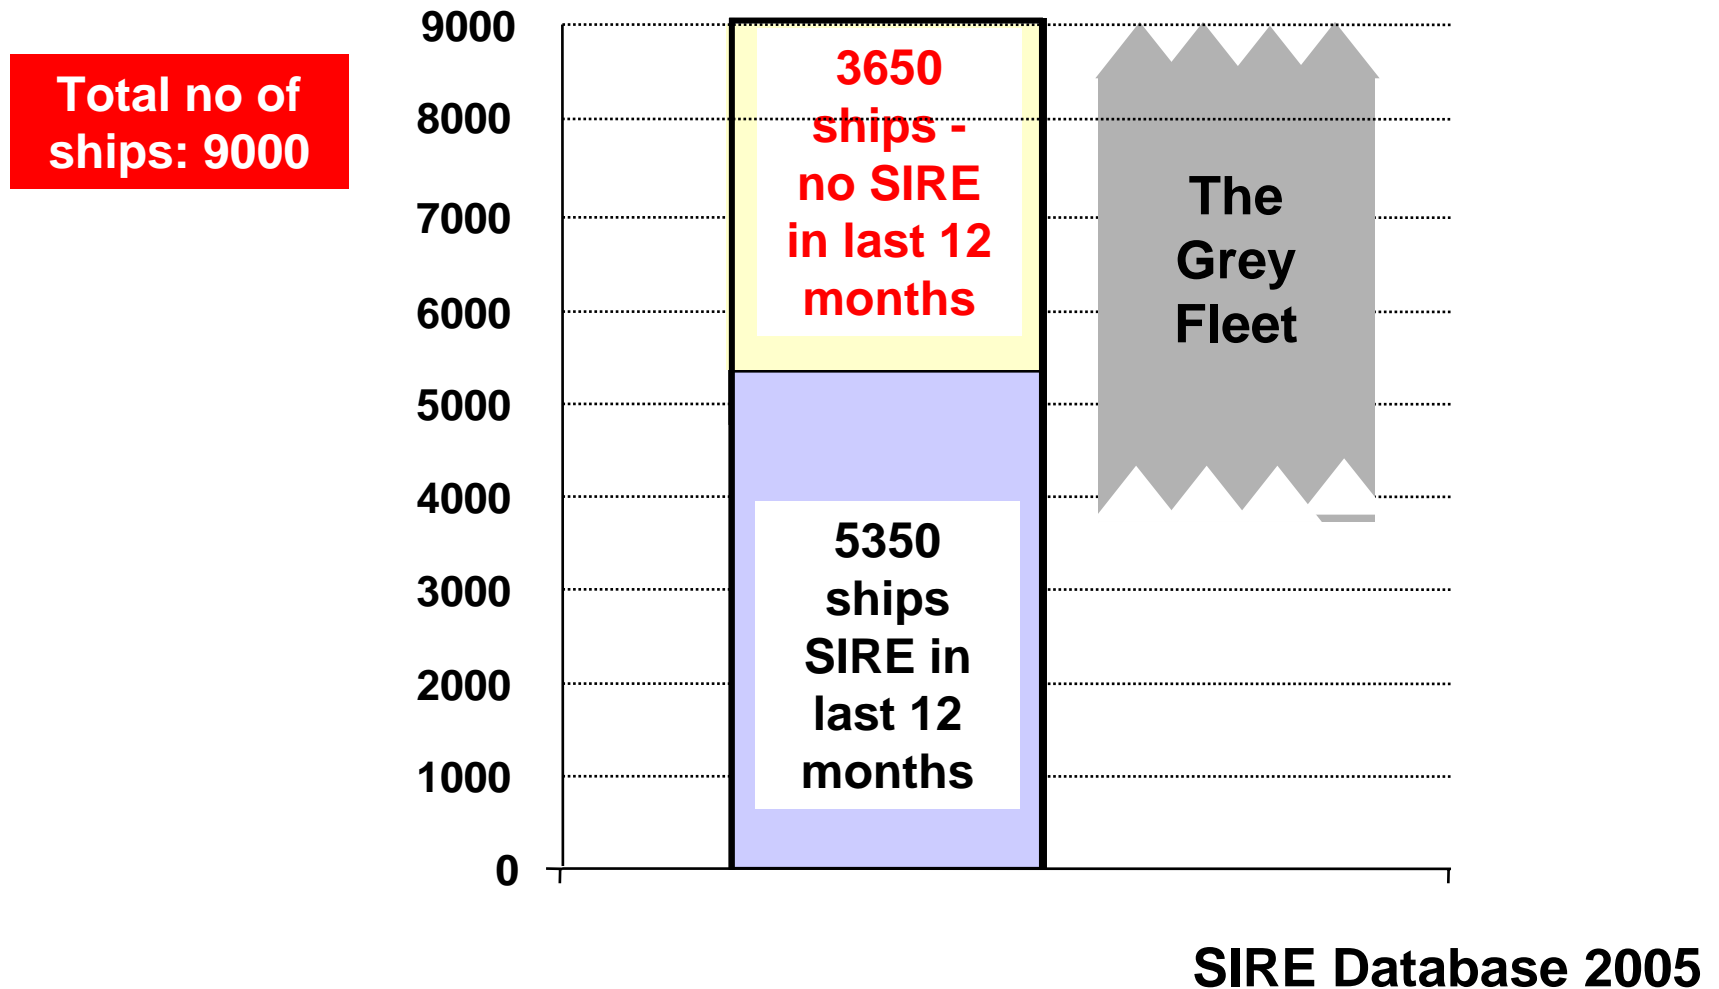 Total no of
ships: 9000
9000
8000
7000
6000
5000
4000
3000
2000
1000
0
3650
ships -
no SIRE
in last 12
months
5350
ships
SIRE in
last 12
months
The
Grey
Fleet
SIRE Database 2005